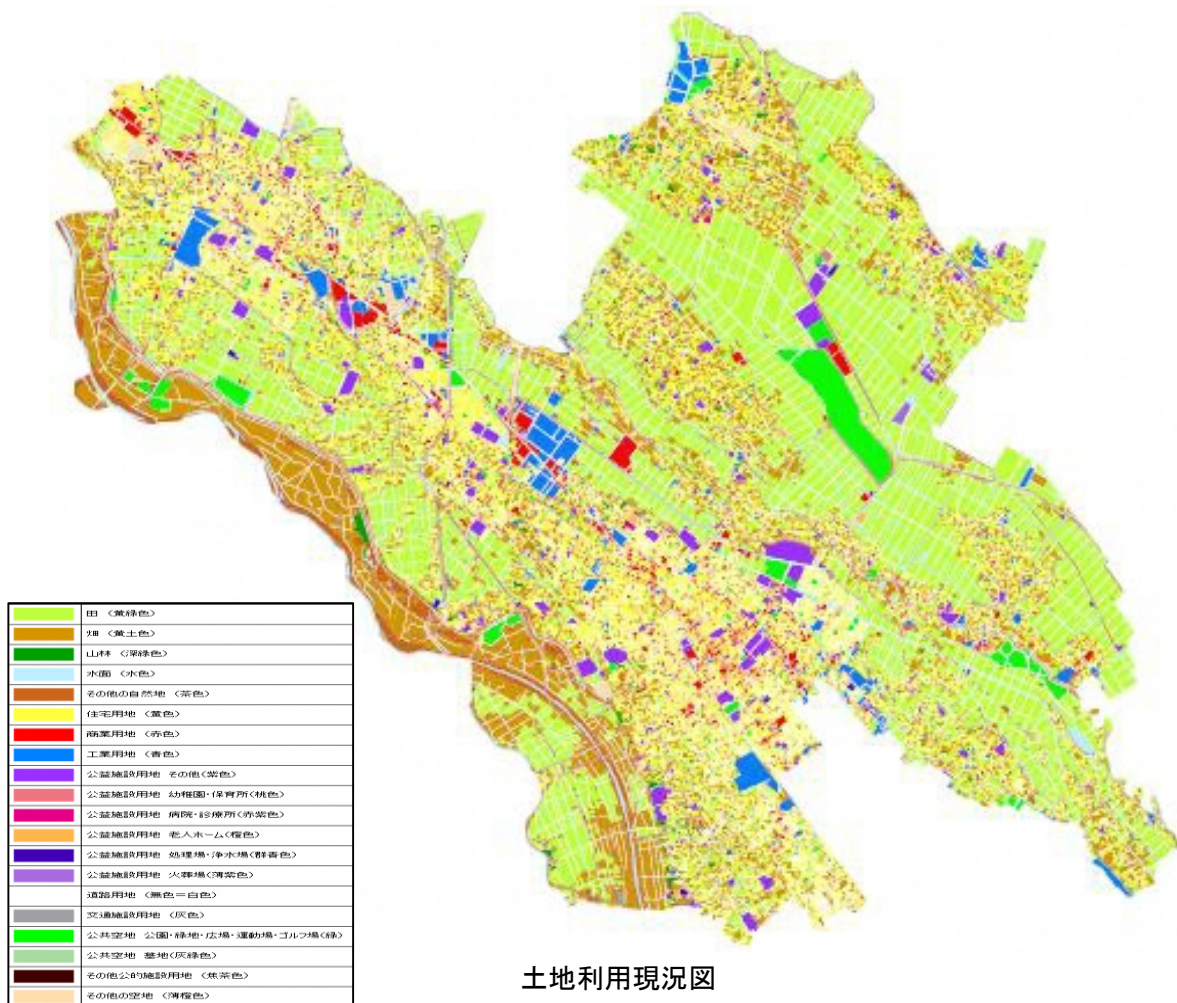 田 (黄緑色)
畑 (黄土色)
山林 (深緑色)
水面 (水色)
その他の自然地 (茶色)
住宅用地 (黄色)
商業用地 (赤色)
工業用地 (青色)
公益施設用地 その他(紫色)
公益施設用地 幼稚園・保育所(桃色)
公益施設用地 病院・診療所(赤紫色)
公益施設用地 老人ホーム(橙色)
公益施設用地 処理場・浄水場(群青色)
公益施設用地 火葬場(薄紫色)
道路用地 (無色=白色)
交通施設用地 (灰色)
公共空地 公園・緑地・広場・運動場・ゴルフ場(緑)
公共空地 墓地(灰緑色)
その他公的施設用地 (焦茶色)
その他の空地 (薄橙色)
土地利用現況図